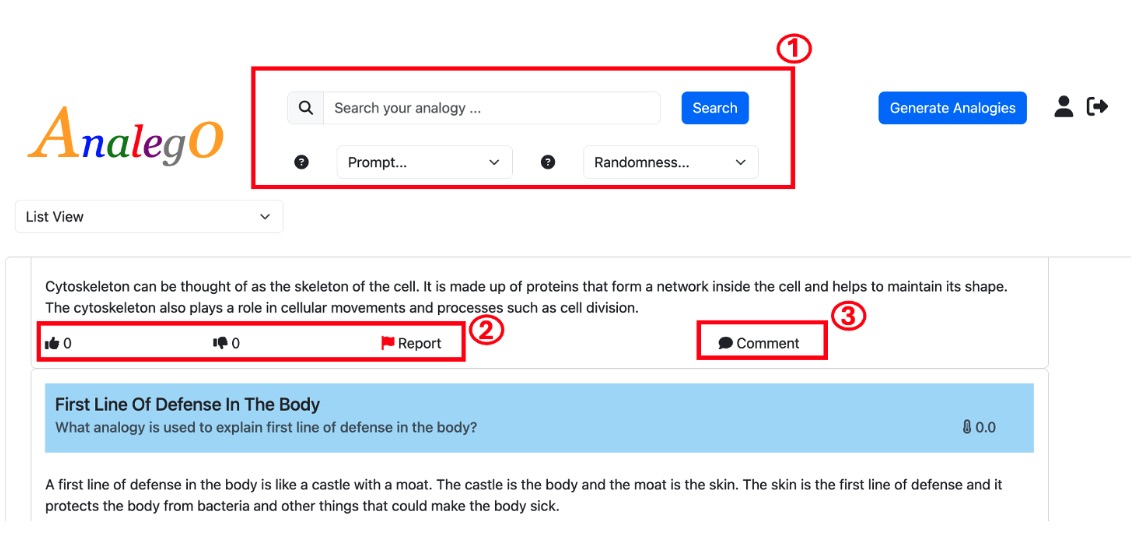 ①
Search your analogy ...
Search
Generate Analogies
AnalegO
Prompt...
Randomness...
List View
Cytoskeleton can be thought of as the skeleton of the cell. It is made up of proteins that form a network inside the cell and helps to maintain its shape.
The cytoskeleton also plays a role in cellular movements and processes such as cell division.
③
②
0
0
Report
Comment
First Line Of Defense In The Body
What analogy is used to explain first line of defense in the body?
0.0
A first line of defense in the body is like a castle with a moat. The castle is the body and the moat is the skin. The skin is the first line of defense and it
protects the body from bacteria and other things that could make the body sick.